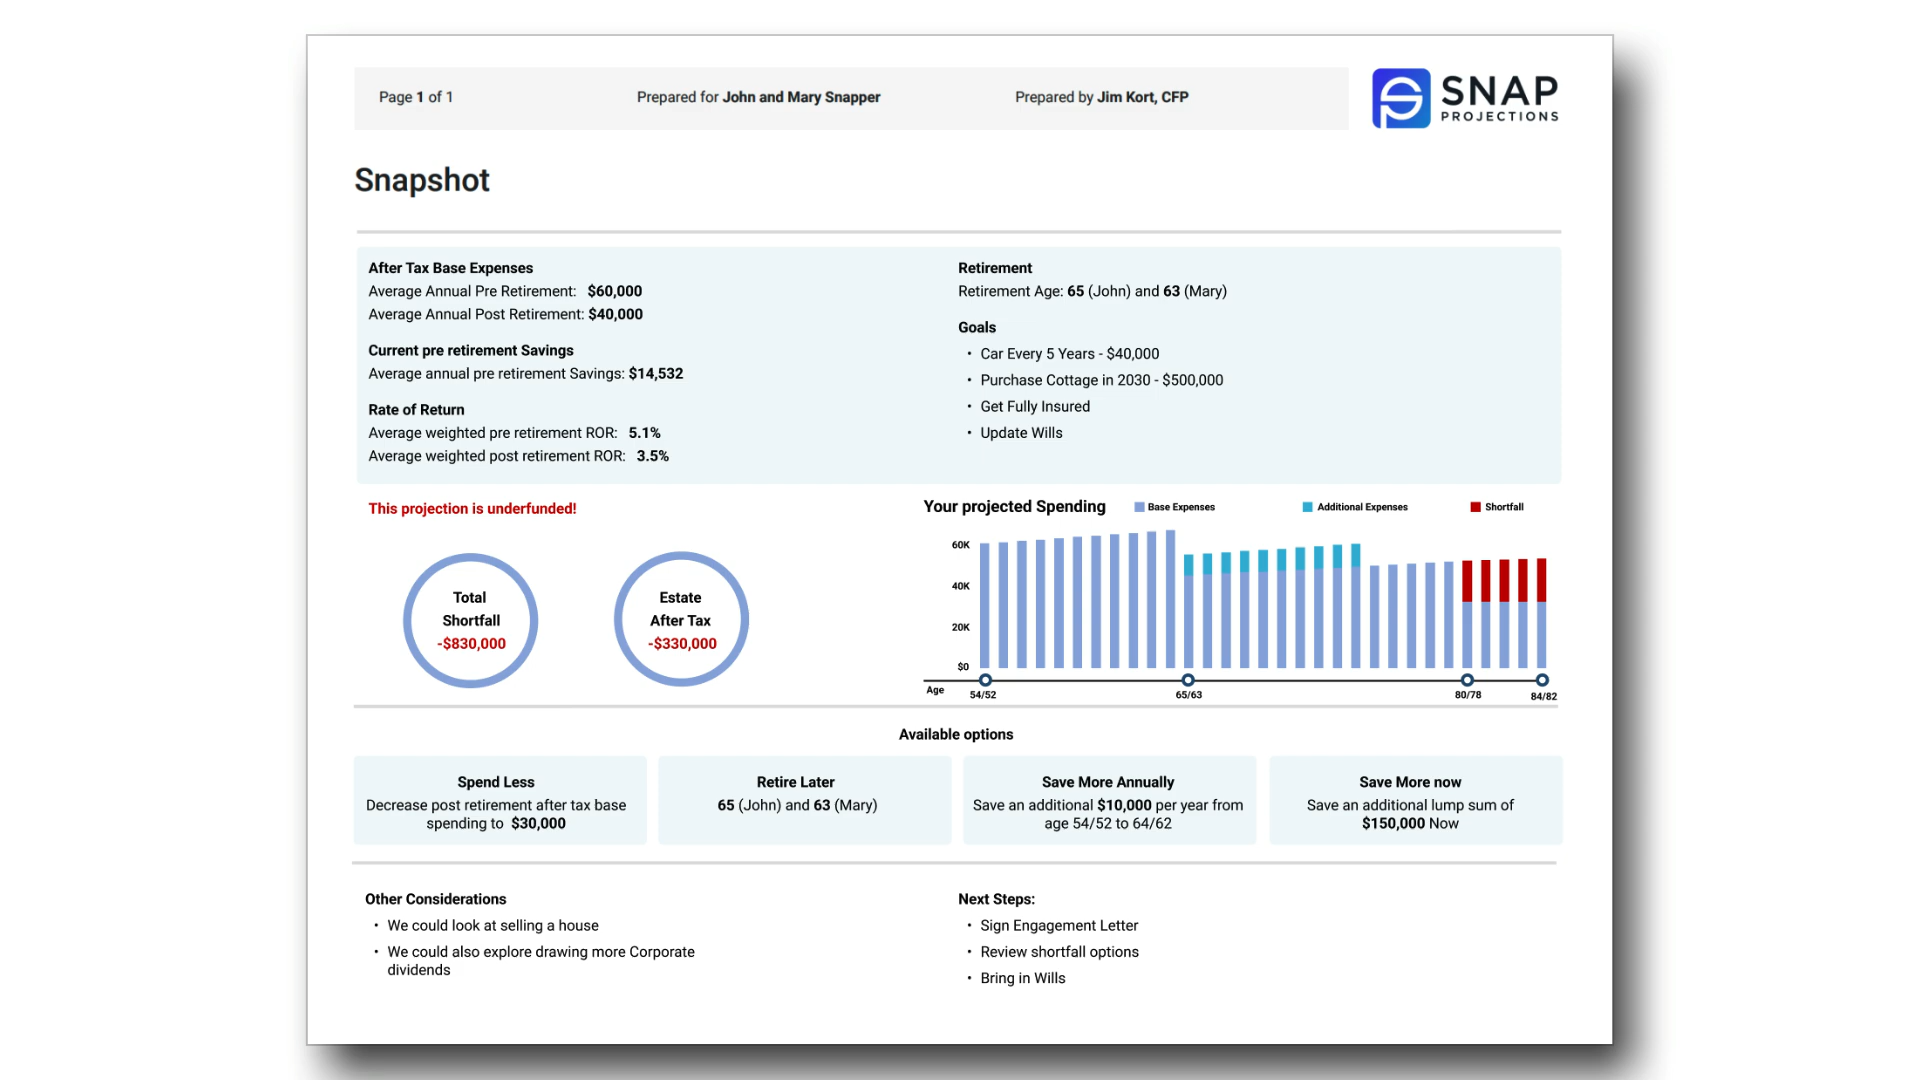 Page 1 of 1
Prepared for John and Mary Snapper
Prepared by Jim Kort, CFP
SNAP
PROJECTIONS
Snapshot
After Tax Base Expenses
Average Annual Pre Retirement: $60,000
Average Annual Post Retirement: $40,000
Current pre retirement Savings
Average annual pre retirement Savings: $14,532
Rate of Return
Average weighted pre retirement ROR: 5.1%
Average weighted post retirement ROR: 3.5%
Retirement
Retirement Age: 65 (John) and 63 (Mary)
Goals
• Car Every 5 Years - $40,000
• Purchase Cottage in 2030 - $500,000
• Get Fully Insured
• Update Wills
This projection is underfunded!
Total
Shortfall
-$830,000
Estate
After Tax
-$330,000
Your projected Spending
Base Expenses
Additional Expenses
Shortfall
60K
40K
20K
$0
Age
54/52
65/63
80/78
84/82
Available options
Spend Less
Decrease post retirement after tax base
spending to $30,000
Retire Later
65 (John) and 63 (Mary)
Save More Annually
Save an additional $10,000 per year from
age 54/52 to 64/62
Save More now
Save an additional lump sum of
$150,000 Now
Other Considerations
• We could look at selling a house
• We could also explore drawing more Corporate
dividends
Next Steps:
• Sign Engagement Letter
• Review shortfall options
• Bring in Wills